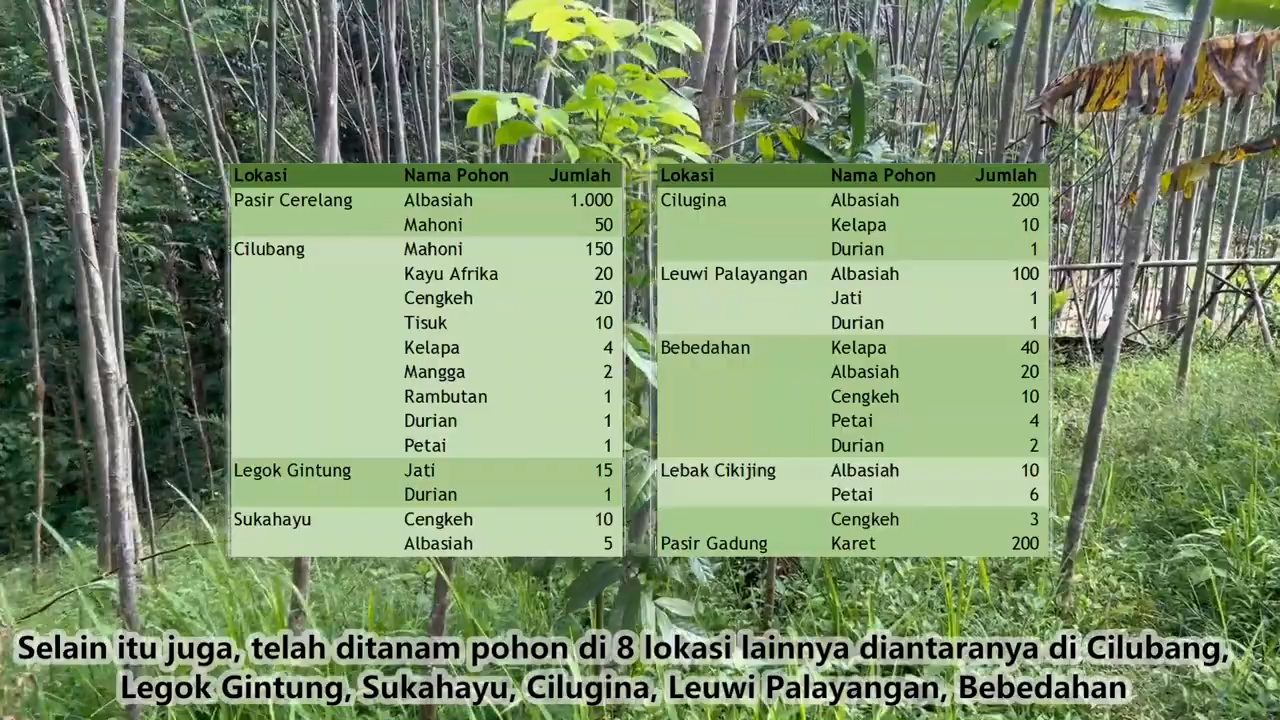 Lokasi Nama Pohon Jumlah
Pasir Cerelang Albasiah 1.000
Mahoni 50
Cilubang Mahoni 150
Kayu Afrika 20
Cengkeh 20
Tisuk 10
Kelapa 4
Mangga 2
Rambutan 1
Durian 1
Petai 1
Legok Gintung Jati 15
Durian 1
Sukahayu Cengkeh 10
Albasiah 5
Lokasi Nama Pohon Jumlah
Cilugina Albasiah 200
Kelapa 10
Durian 1
Leuwi Palayangan Albasiah 100
Jati 1
Durian 1
Bebedahan Kelapa 40
Albasiah 20
Cengkeh 10
Petai 4
Durian 2
Lebak Cikijing Albasiah 10
Petai 6
Cengkeh 3
Pasir Gadung Karet 200
Selain itu juga, telah ditanam pohon di 8 lokasi lainnya diantaranya di Cilubang,
Legok Gintung, Sukahayu, Cilugina, Leuwi Palayangan, Bebedahan